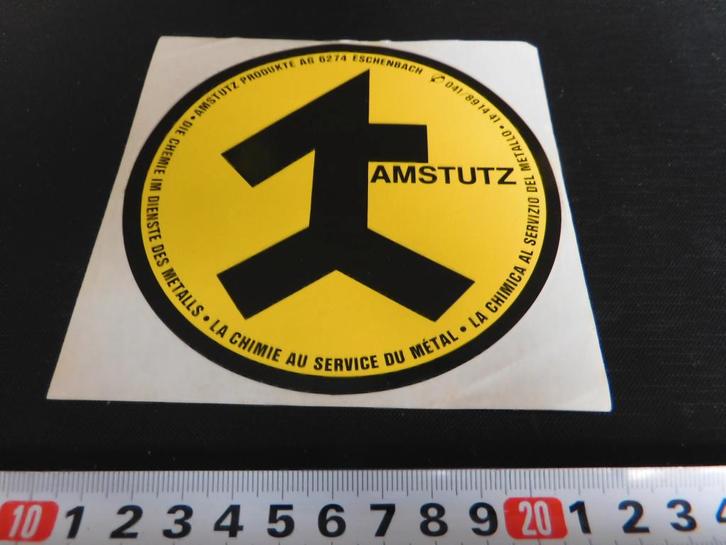 AMSTUTZ PRODUKTE AG 6274 ESCHENBACH ✆ 041/89 14 41 •
DIE CHEMIE IM DIENSTE DES METALLS • LA CHIMIE AU SERVICE DU MÉTAL • LA CHIMICA AL SERVIZIO DEL METALLO •
AMSTUTZ
10 1 2 3 4 5 6 7 8 9 20 1 2 3 4